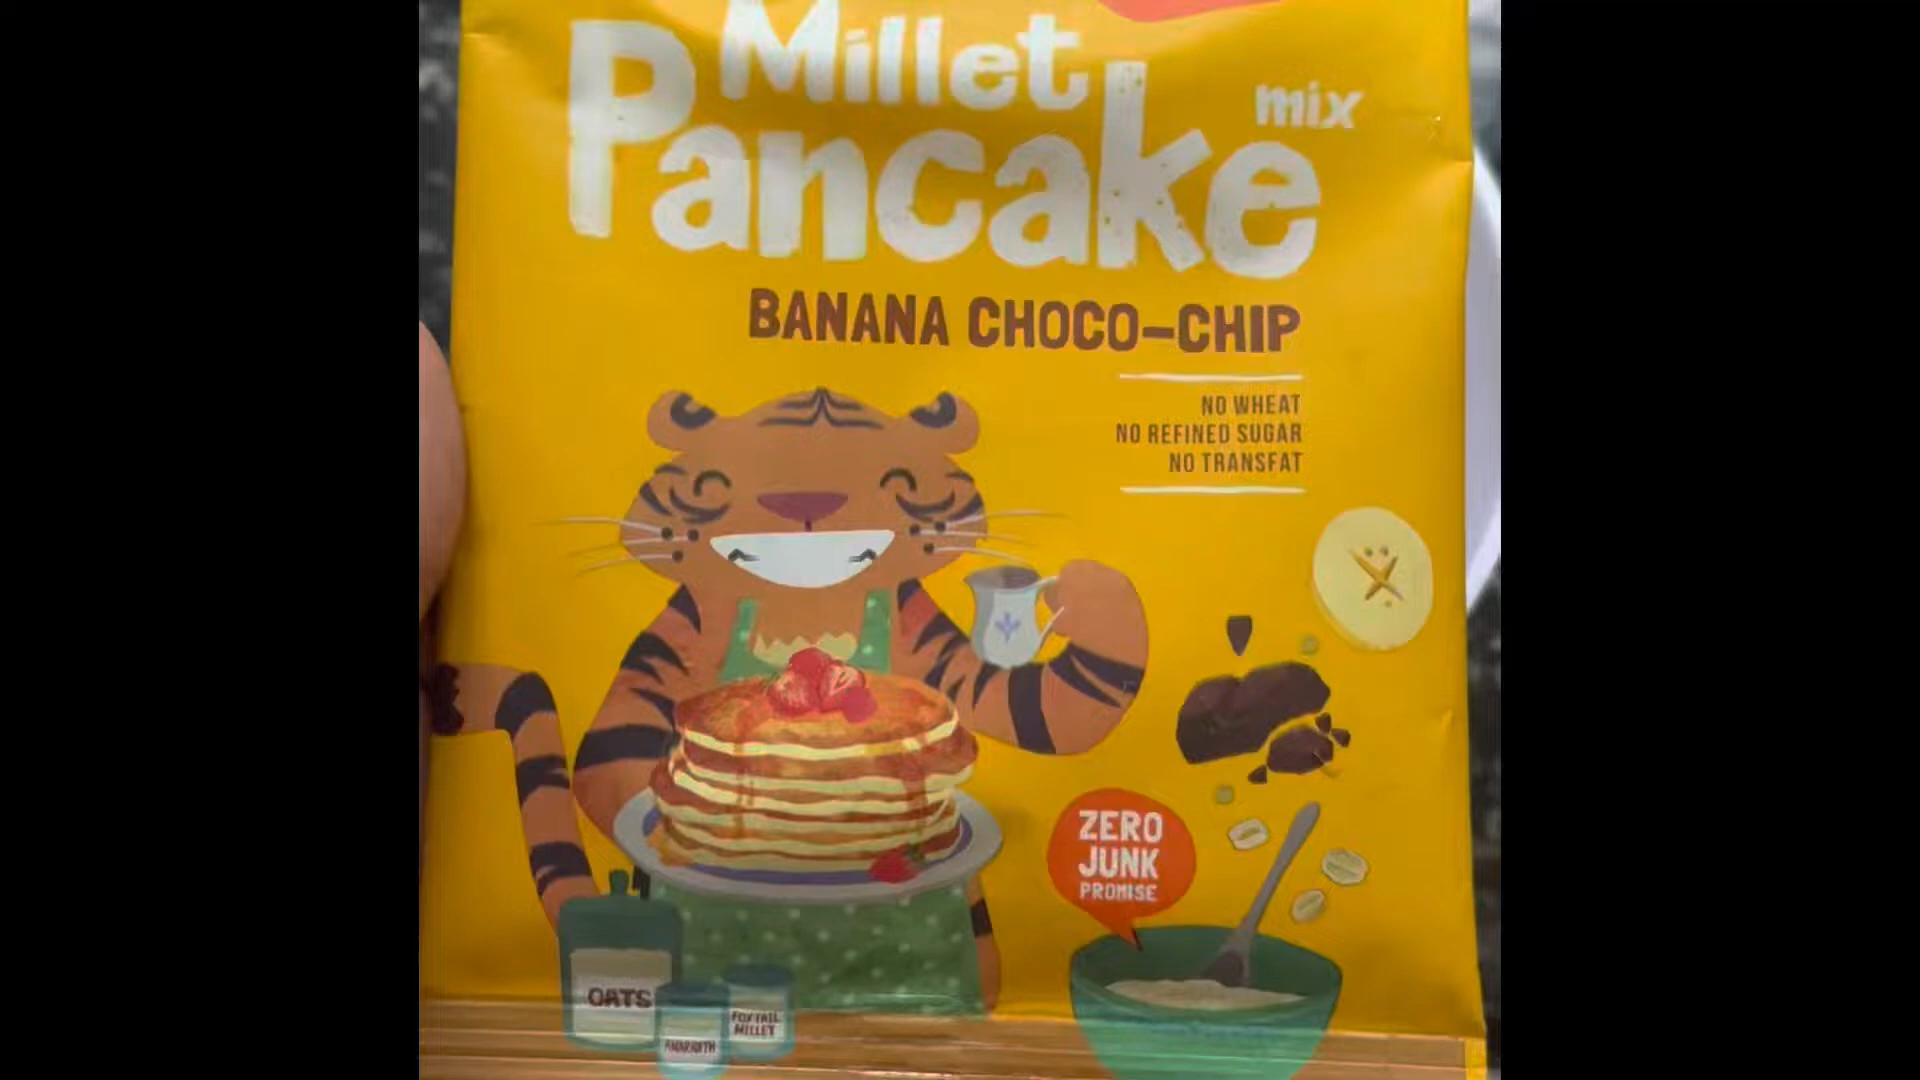 Millet
Pancake mix
BANANA CHOCO-CHIP
NO WHEAT
NO REFINED SUGAR
NO TRANSFAT
ZERO
JUNK
PROMISE
OATS
FOXTAIL
MILLET
AMARANTH